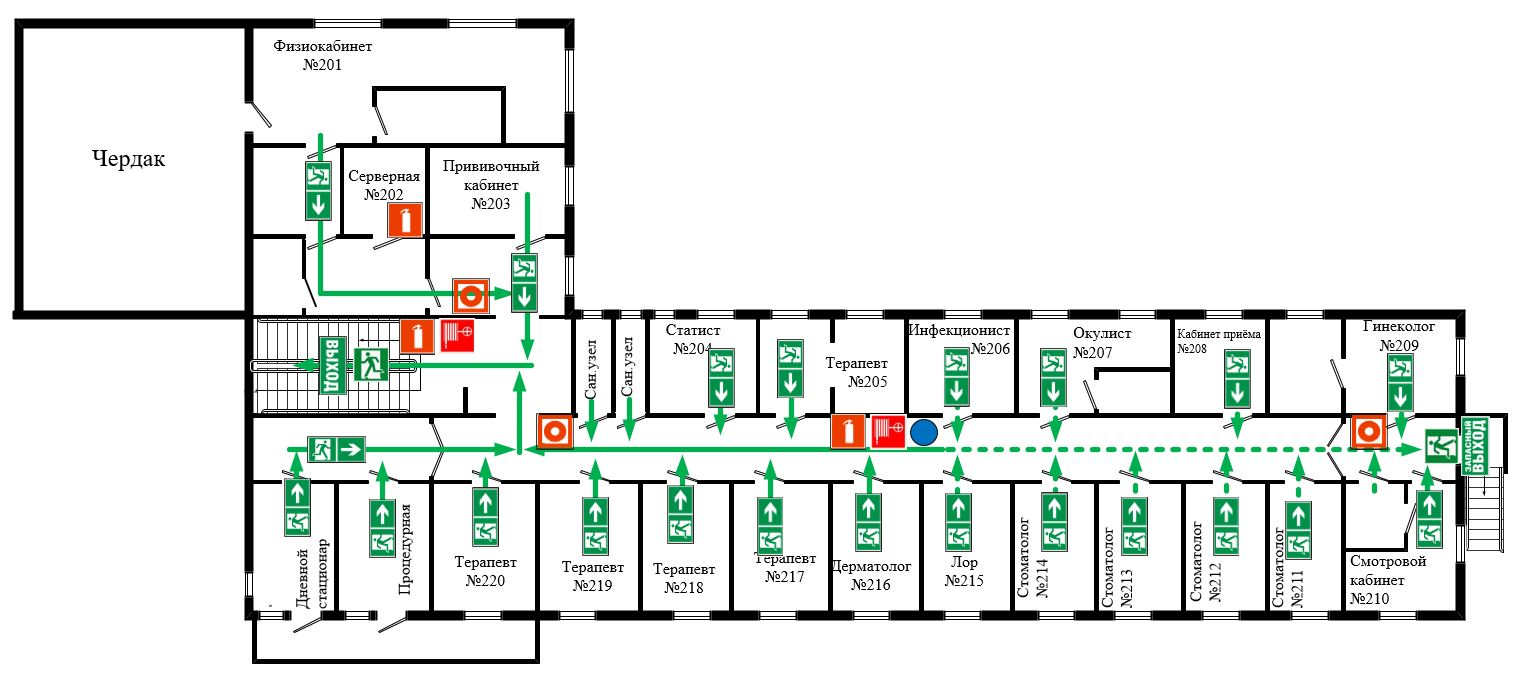 Физиокабинет
№201
Чердак
Серверная
№202
Прививочный
кабинет
№203
ВЫХОД
Сан.узел
Сан.узел
Статист
№204
Терапевт
№205
Инфекционист
№206
Окулист
№207
Кабинет приёма
№208
Гинеколог
№209
ЗАПАСНЫЙ
ВЫХОД
Дневной
стационар
Процедурная
Терапевт
№220
Терапевт
№219
Терапевт
№218
Терапевт
№217
Дерматолог
№216
Лор
№215
Стоматолог
№214
Стоматолог
№213
Стоматолог
№212
Стоматолог
№211
Смотровой
кабинет
№210